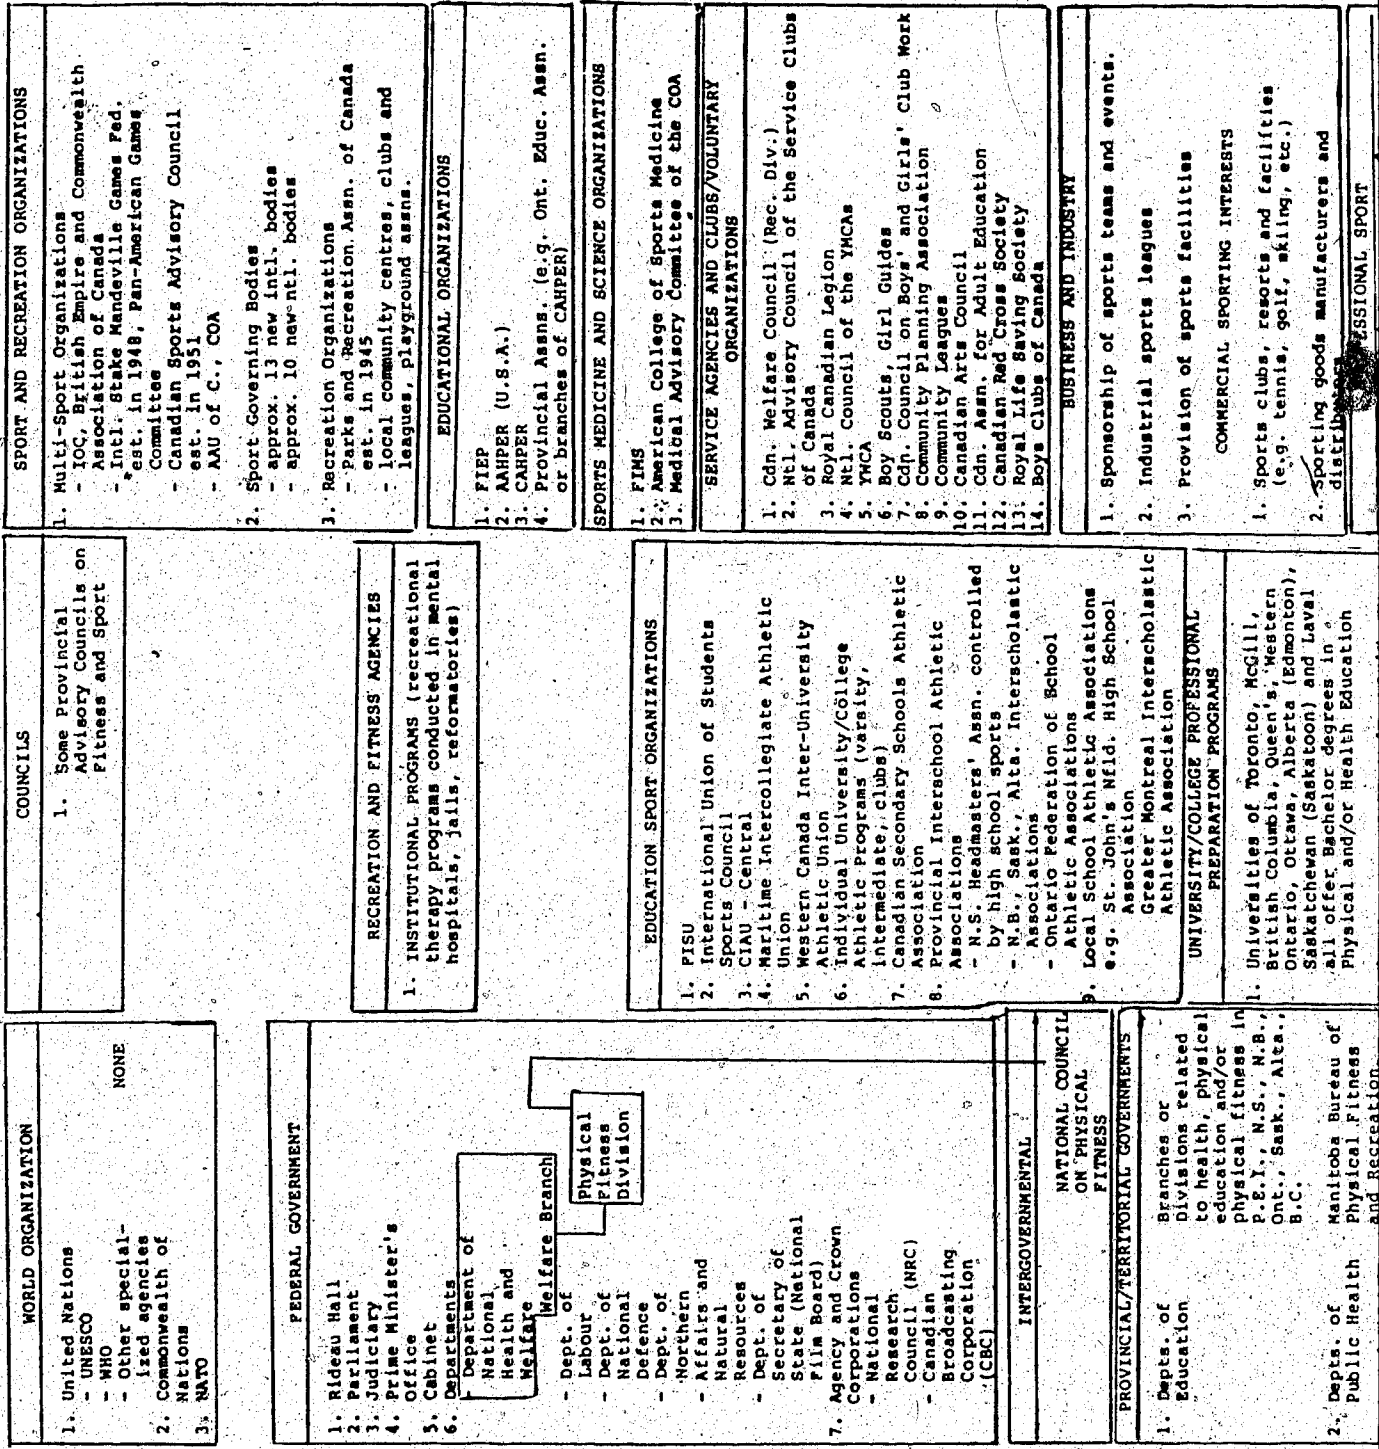 WORLD ORGANIZATION
1. United Nations
- UNESCO
- WHO
- Other special-
ized agencies
2. Commonwealth of
Nations
3. NATO
NONE
FEDERAL GOVERNMENT
1. Rideau Hall
2. Parliament
3. Judiciary
4. Prime Minister's
Office
5. Cabinet
6. Departments
- Department of
National
Health and
Welfare
Welfare Branch
Physical
Fitness
Division
- Dept. of
Labour
- Dept. of
National
Defence
- Dept. of
Northern
- Affairs and
Natural
Resources
- Dept. of
Secretary of
State (National
Film Board)
7. Agency and Crown
Corporations
- National
Research
Council (NRC)
- Canadian
Broadcasting
Corporation
(CBC)
INTERGOVERNMENTAL
NATIONAL COUNCIL
ON PHYSICAL
FITNESS
PROVINCIAL/TERRITORIAL GOVERNMENTS
1. Depts. of
Education
Branches or
Divisions related
to health, physical
education and/or
physical fitness in
P.E.I., N.S., N.B.,
Ont., Sask., Alta.,
B.C.
2. Depts. of
Public Health
Manitoba Bureau of
Physical Fitness
and Recreation
COUNCILS
1. Some Provincial
Advisory Councils on
Fitness and Sport
RECREATION AND FITNESS AGENCIES
1. INSTITUTIONAL PROGRAMS (recreational
therapy programs conducted in mental
hospitals, jails, reformatories)
EDUCATION SPORT ORGANIZATIONS
1. FISU
2. International Union of Students
Sports Council
3. CIAU - Central
4. Maritime Intercollegiate Athletic
Union
5. Western Canada Inter-University
Athletic Union
6. Individual University/College
Athletic Programs (varsity,
intermediate, clubs)
7. Canadian Secondary Schools Athletic
Association
8. Provincial Interschool Athletic
Associations
- N.S. Headmasters' Assn. controlled
by high school sports
- N.B., Sask., Alta. Interscholastic
Associations
- Ontario Federation of School
Athletic Associations
9. Local School Athletic Associations
e.g. St. John's Nfld. High School
Association
Greater Montreal Interscholastic
Athletic Association
UNIVERSITY/COLLEGE PROFESSIONAL
PREPARATION PROGRAMS
1. Universities of Toronto, McGill,
British Columbia, Queen's, Western
Ontario, Ottawa, Alberta (Edmonton),
Saskatchewan (Saskatoon) and Laval
all offer Bachelor degrees in
Physical and/or Health Education
SPORT AND RECREATION ORGANIZATIONS
1. Multi-Sport Organizations
- IOC, British Empire and Commonwealth
Association of Canada
- Intl. Stake Mandeville Games Fed.
est. in 1948, Pan-American Games
Committee
- Canadian Sports Advisory Council
est. in 1951
- AAU of C., COA
2. Sport Governing Bodies
- approx. 13 new intl. bodies
- approx. 10 new ntl. bodies
3. Recreation Organizations
- Parks and Recreation Assn. of Canada
est. in 1945
- local community centres, clubs and
leagues, playground assns.
EDUCATIONAL ORGANIZATIONS
1. FIEP
2. AAHPER (U.S.A.)
3. CAHPER
4. Provincial Assns. (e.g. Ont. Educ. Assn.
or branches of CAHPER)
SPORTS MEDICINE AND SCIENCE ORGANIZATIONS
1. FIMS
2. American College of Sports Medicine
3. Medical Advisory Committee of the COA
SERVICE AGENCIES AND CLUBS/VOLUNTARY
ORGANIZATIONS
1. Cdn. Welfare Council (Rec. Div.)
2. Ntl. Advisory Council of the Service Clubs
of Canada
3. Royal Canadian Legion
4. Ntl. Council of the YMCAs
5. YWCA
6. Boy Scouts, Girl Guides
7. Cdn. Council on Boys' and Girls' Club Work
8. Community Planning Association
9. Community Leagues
10. Canadian Arts Council
11. Cdn. Assn. for Adult Education
12. Canadian Red Cross Society
13. Royal Life Saving Society
14. Boys Clubs of Canada
BUSINESS AND INDUSTRY
1. Sponsorship of sports teams and events.
2. Industrial sports leagues
3. Provision of sports facilities
COMMERCIAL SPORTING INTERESTS
1. Sports clubs, resorts and facilities
(e.g. tennis, golf, skiing, etc.)
2. Sporting goods manufacturers and
SPORT